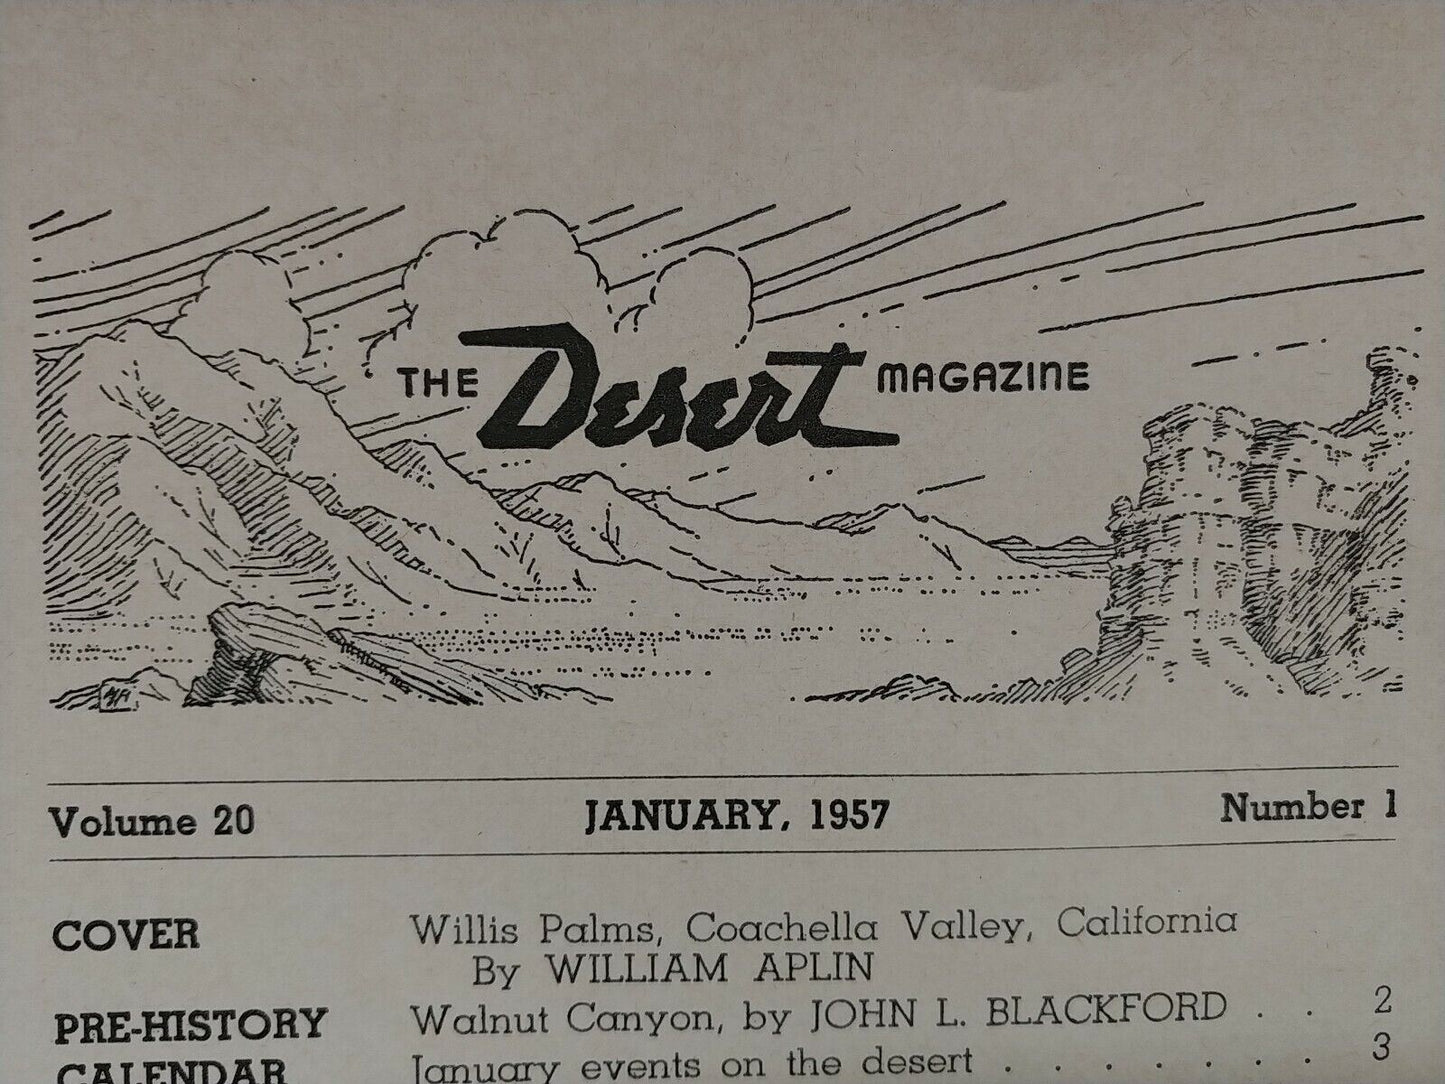 THE Desert MAGAZINE
Volume 20 JANUARY, 1957 Number 1
COVER Willis Palms, Coachella Valley, California
By WILLIAM APLIN
PRE-HISTORY Walnut Canyon, by JOHN L. BLACKFORD . . 2
CALENDAR January events on the desert . . . . . . . 3